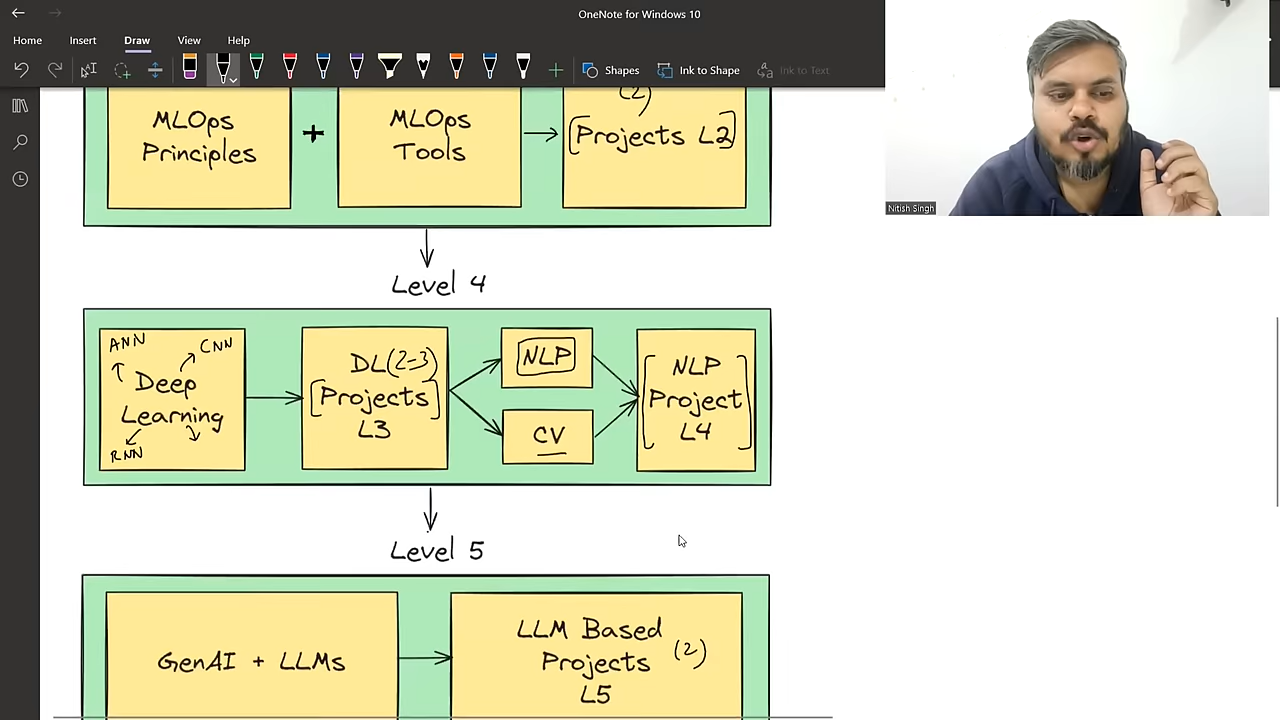 OneNote for Windows 10
Home Insert Draw View Help
Shapes Ink to Shape Ink to Text
Nitish Singh
MLOps
Principles
+
MLOps
Tools
(2)
[Projects L2]
Level 4
ANN
CNN
Deep
Learning
RNN
DL(2-3)
[Projects]
L3
NLP
CV
NLP
Project
L4
Level 5
GenAI + LLMs
LLM Based
Projects (2)
L5